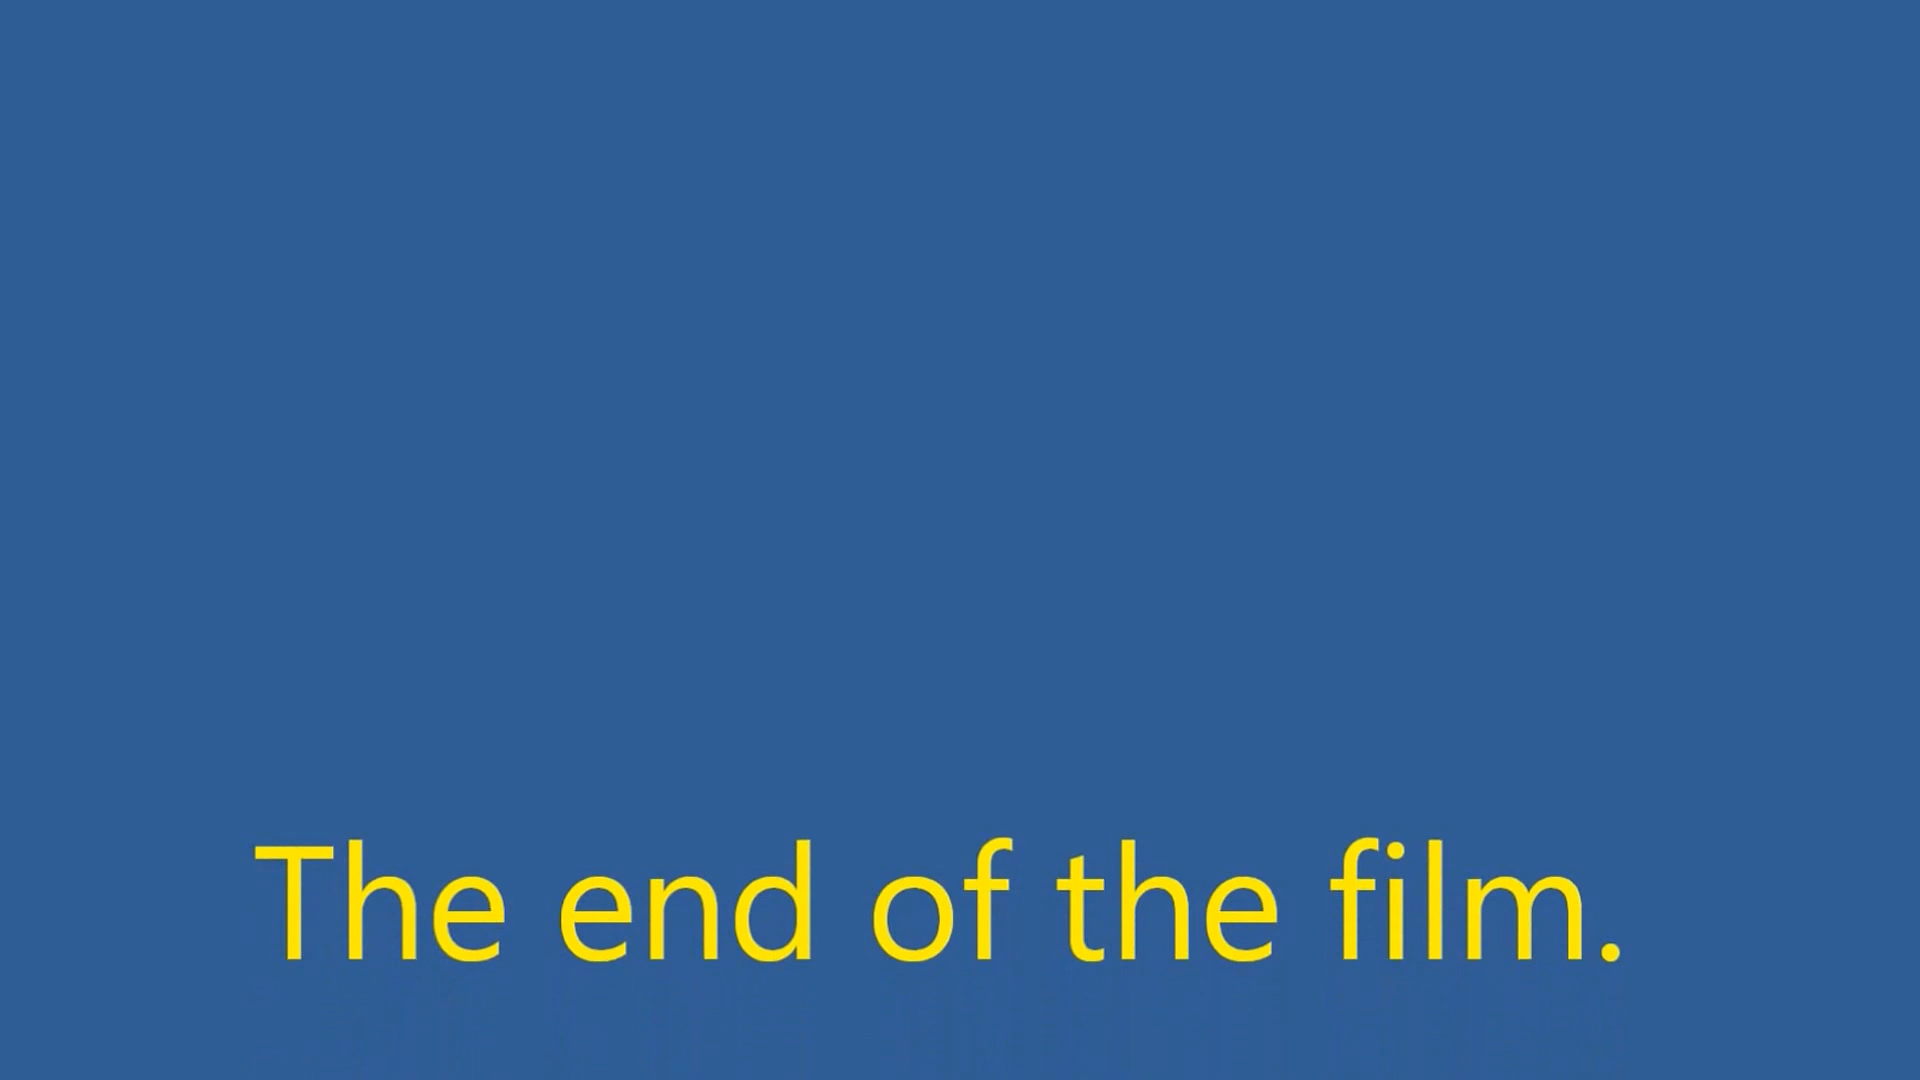 The end of the film.